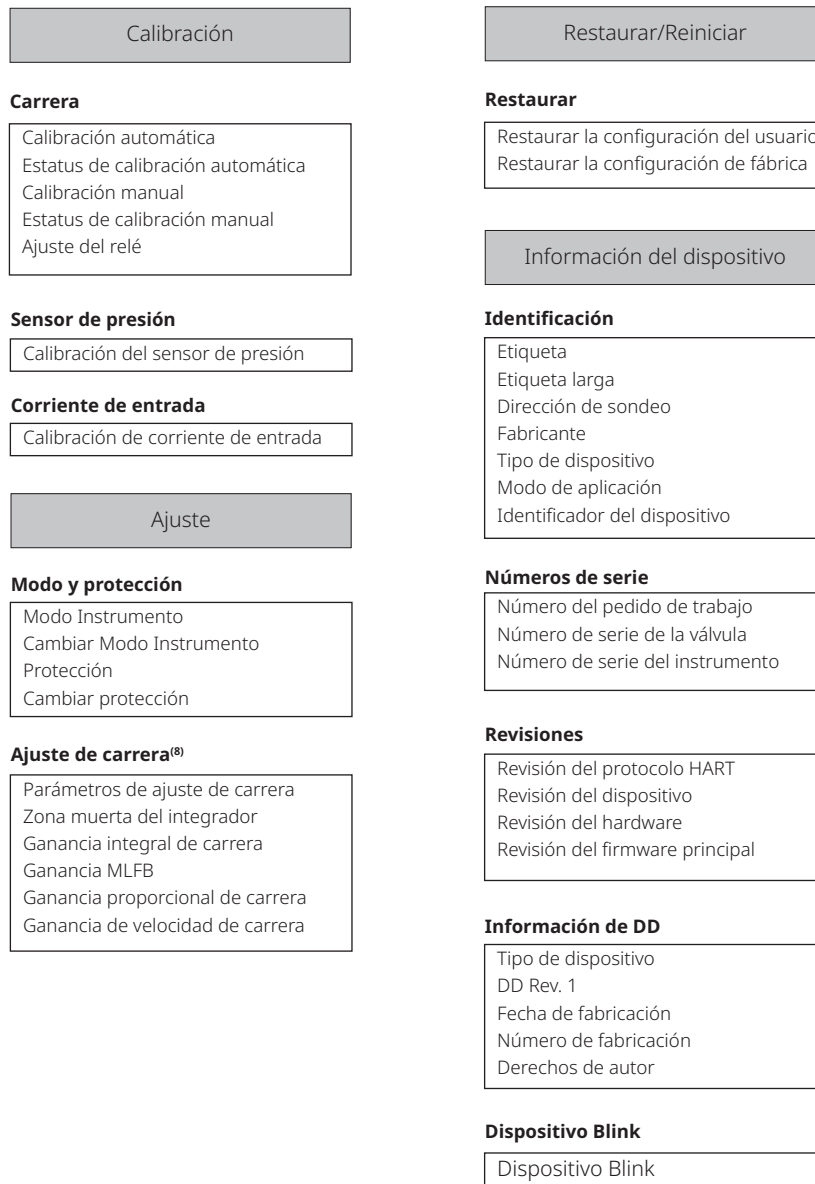 Calibración
Carrera
Calibración automática
Estatus de calibración automática
Calibración manual
Estatus de calibración manual
Ajuste del relé
Sensor de presión
Calibración del sensor de presión
Corriente de entrada
Calibración de corriente de entrada
Ajuste
Modo y protección
Modo Instrumento
Cambiar Modo Instrumento
Protección
Cambiar protección
Ajuste de carrera(8)
Parámetros de ajuste de carrera
Zona muerta del integrador
Ganancia integral de carrera
Ganancia MLFB
Ganancia proporcional de carrera
Ganancia de velocidad de carrera
Restaurar/Reiniciar
Restaurar
Restaurar la configuración del usuario
Restaurar la configuración de fábrica
Información del dispositivo
Identificación
Etiqueta
Etiqueta larga
Dirección de sondeo
Fabricante
Tipo de dispositivo
Modo de aplicación
Identificador del dispositivo
Números de serie
Número del pedido de trabajo
Número de serie de la válvula
Número de serie del instrumento
Revisiones
Revisión del protocolo HART
Revisión del dispositivo
Revisión del hardware
Revisión del firmware principal
Información de DD
Tipo de dispositivo
DD Rev. 1
Fecha de fabricación
Número de fabricación
Derechos de autor
Dispositivo Blink
Dispositivo Blink